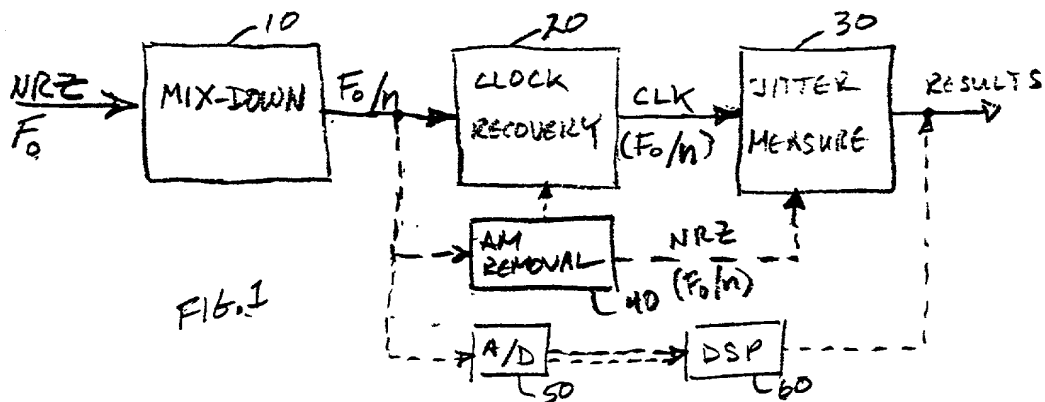 10
20
30
NRZ
F₀
MIX-DOWN
F₀/n
CLOCK
RECOVERY
CLK
(F₀/n)
JITTER
MEASURE
RESULTS
AM
REMOVAL
40
NRZ
(F₀/n)
FIG.1
A/D
50
DSP
60